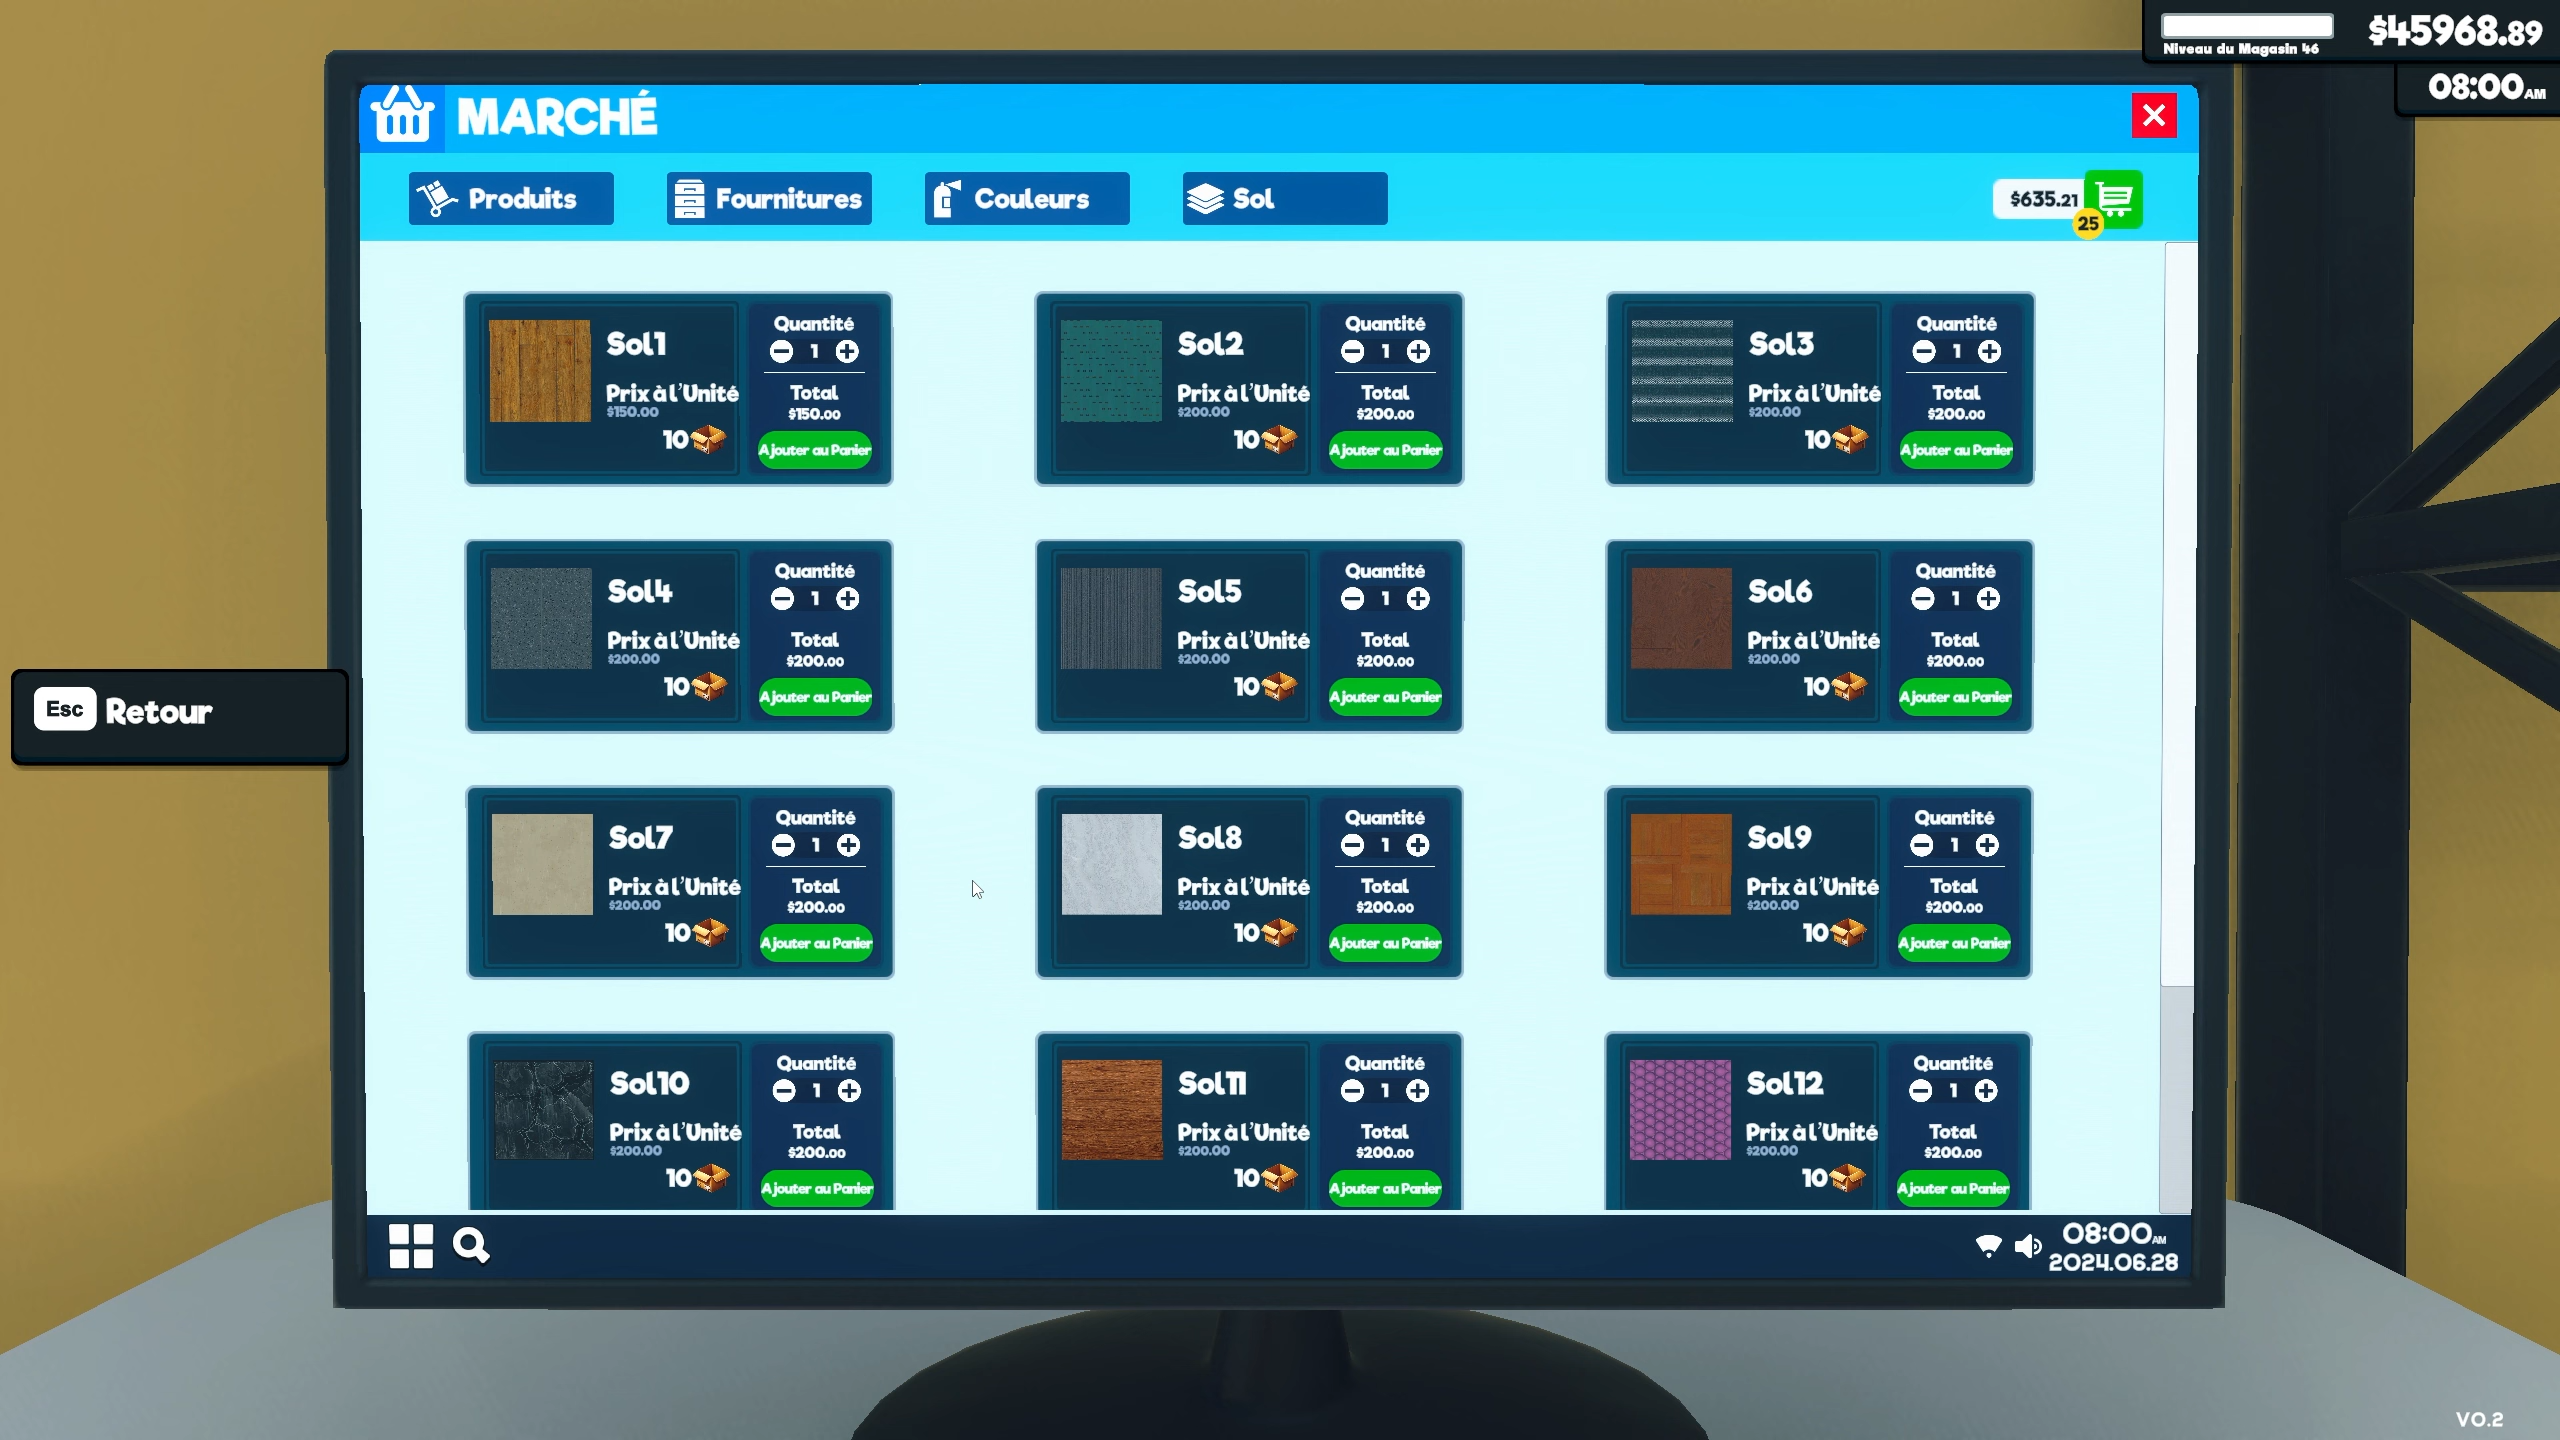 $45968.89
Niveau du Magasin 46
08:00AM
MARCHÉ
Produits
Fournitures
Couleurs
Sol
$635.21
25
Sol1
Prix à l'Unité
$150.00
10
Quantité
1
Total
$150.00
Ajouter au Panier
Sol2
Prix à l'Unité
$200.00
10
Quantité
1
Total
$200.00
Ajouter au Panier
Sol3
Prix à l'Unité
$200.00
10
Quantité
1
Total
$200.00
Ajouter au Panier
Sol4
Prix à l'Unité
$200.00
10
Quantité
1
Total
$200.00
Ajouter au Panier
Sol5
Prix à l'Unité
$200.00
10
Quantité
1
Total
$200.00
Ajouter au Panier
Sol6
Prix à l'Unité
$200.00
10
Quantité
1
Total
$200.00
Ajouter au Panier
Esc Retour
Sol7
Prix à l'Unité
$200.00
10
Quantité
1
Total
$200.00
Ajouter au Panier
Sol8
Prix à l'Unité
$200.00
10
Quantité
1
Total
$200.00
Ajouter au Panier
Sol9
Prix à l'Unité
$200.00
10
Quantité
1
Total
$200.00
Ajouter au Panier
Sol10
Prix à l'Unité
$200.00
10
Quantité
1
Total
$200.00
Ajouter au Panier
Sol11
Prix à l'Unité
$200.00
10
Quantité
1
Total
$200.00
Ajouter au Panier
Sol12
Prix à l'Unité
$200.00
10
Quantité
1
Total
$200.00
Ajouter au Panier
08:00AM
2024.06.28
V0.2